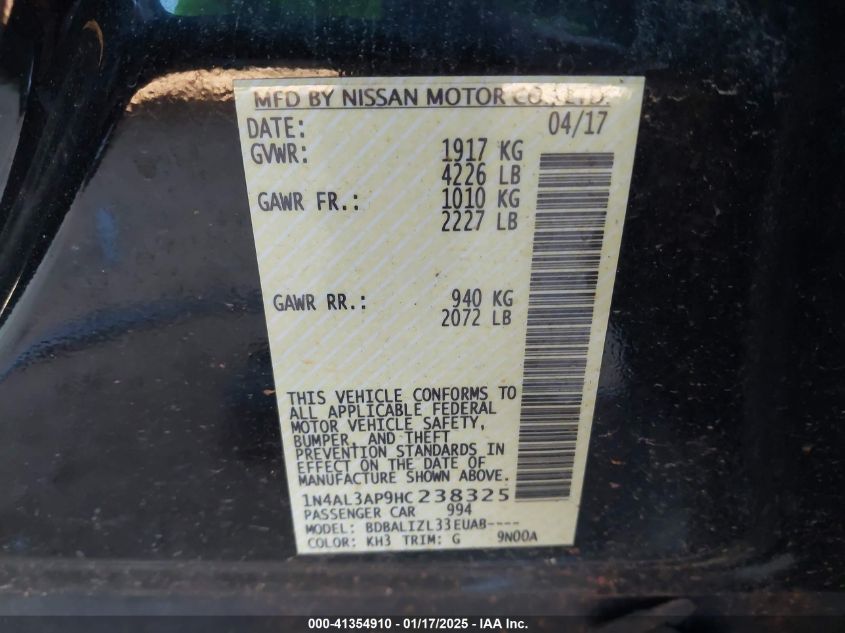 MFD BY NISSAN MOTOR CO., LTD.
DATE: 04/17
GVWR: 1917 KG
4226 LB
GAWR FR.: 1010 KG
2227 LB
GAWR RR.: 940 KG
2072 LB
THIS VEHICLE CONFORMS TO
ALL APPLICABLE FEDERAL
MOTOR VEHICLE SAFETY,
BUMPER, AND THEFT
PREVENTION STANDARDS IN
EFFECT ON THE DATE OF
MANUFACTURE SHOWN ABOVE.
1N4AL3AP9HC238325
PASSENGER CAR 994
MODEL: BDBALIZL33EUAB----
COLOR: KH3 TRIM: G 9N00A
000-41354910 - 01/17/2025 - IAA Inc.